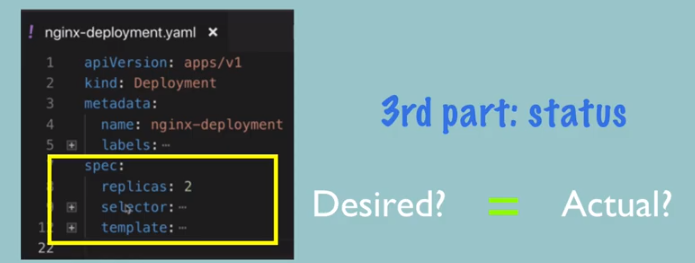 ! nginx-deployment.yaml ×
1 apiVersion: apps/v1
2 kind: Deployment
3 metadata:
4 name: nginx-deployment
5 labels:⋯
7 spec:
8 replicas: 2
9 selector:⋯
12 template:⋯
22
3rd part: status
Desired? = Actual?